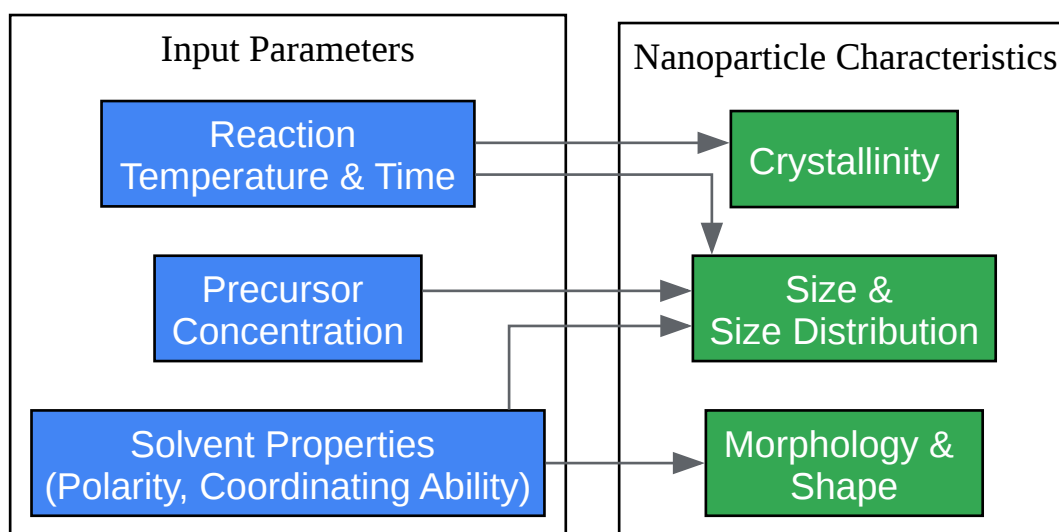 Input Parameters
Reaction
Temperature & Time
Precursor
Concentration
Solvent Properties
(Polarity, Coordinating Ability)
Nanoparticle Characteristics
Crystallinity
Size &
Size Distribution
Morphology &
Shape